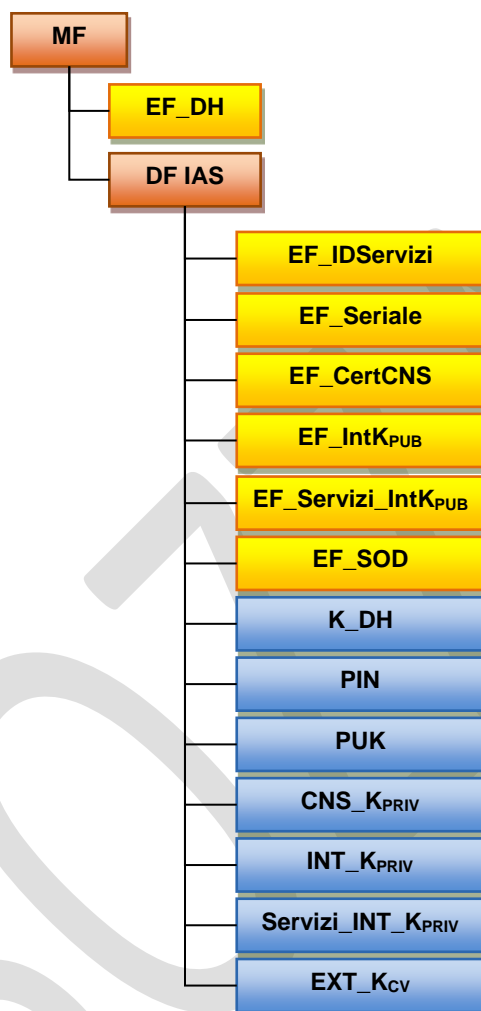 MF
EF_DH
DF IAS
EF_IDServizi
EF_Seriale
EF_CertCNS
EF_IntKPUB
EF_Servizi_IntKPUB
EF_SOD
K_DH
PIN
PUK
CNS_KPRIV
INT_KPRIV
Servizi_INT_KPRIV
EXT_KCV